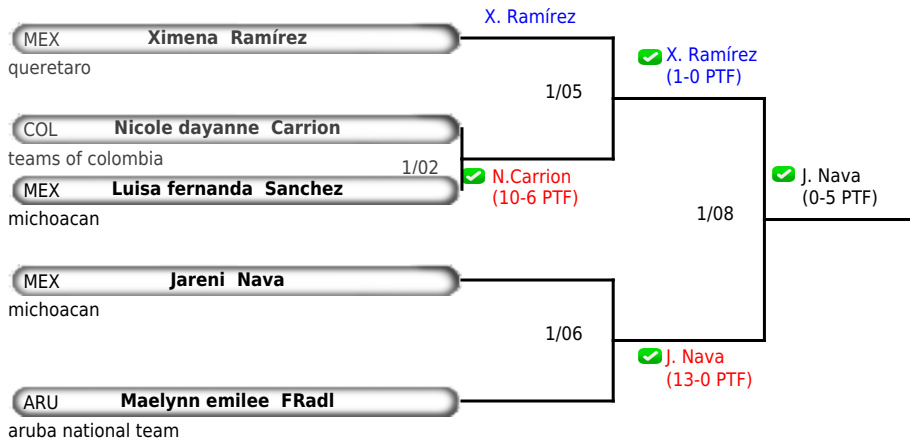 X. Ramírez
MEX Ximena Ramírez
queretaro
X. Ramírez
(1-0 PTF)
1/05
COL Nicole dayanne Carrion
teams of colombia
1/02
MEX Luisa fernanda Sanchez
michoacan
N.Carrion
(10-6 PTF)
J. Nava
(0-5 PTF)
1/08
MEX Jareni Nava
michoacan
1/06
J. Nava
(13-0 PTF)
ARU Maelynn emilee FRadl
aruba national team